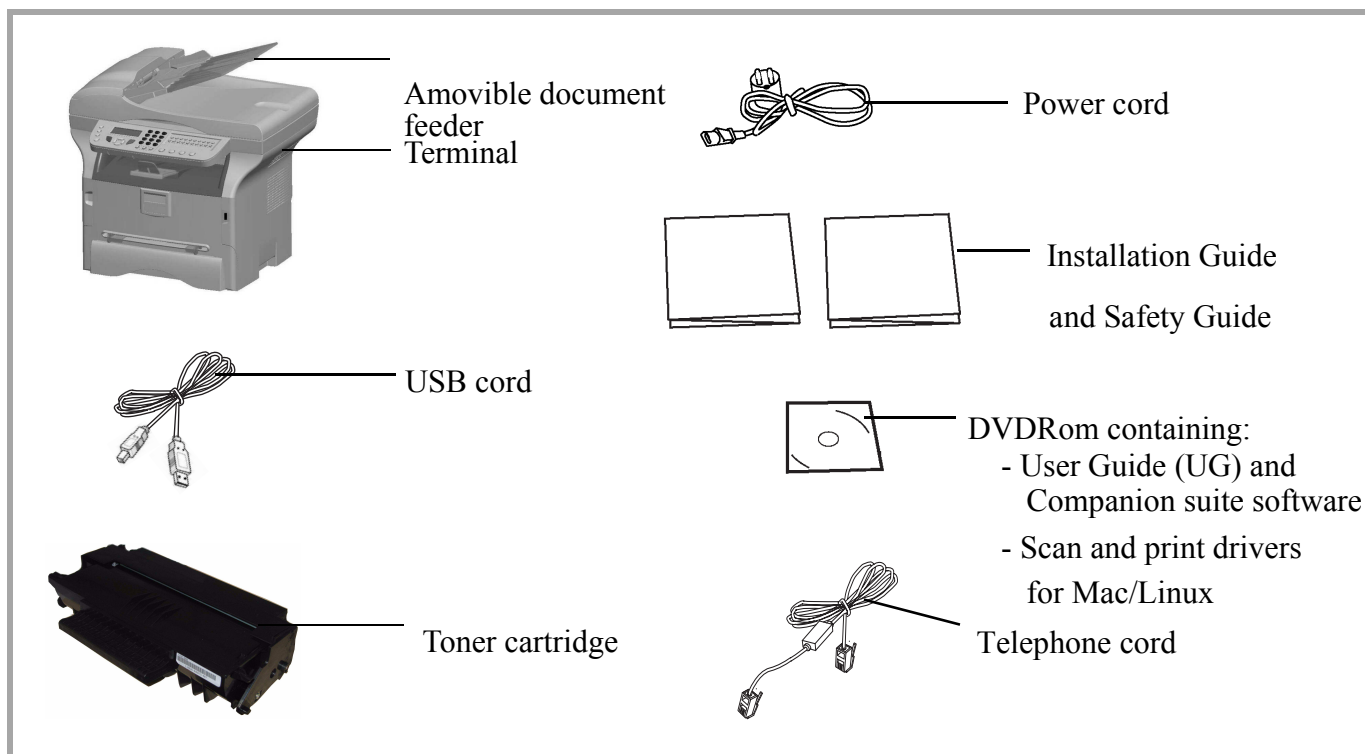 Amovible document
feeder
Terminal
Power cord
Installation Guide
and Safety Guide
USB cord
DVDRom containing:
- User Guide (UG) and
Companion suite software
- Scan and print drivers
for Mac/Linux
Toner cartridge
Telephone cord